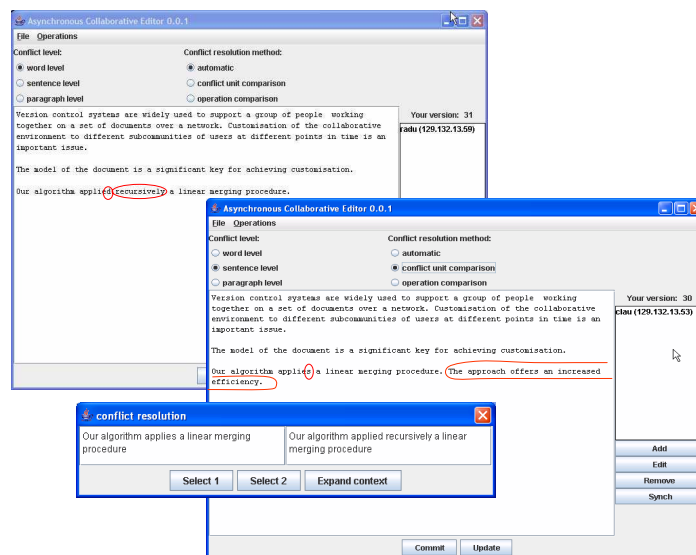 Asynchronous Collaborative Editor 0.0.1
File Operations
Conflict level: Conflict resolution method:
word level automatic
sentence level conflict unit comparison
paragraph level operation comparison
Version control systems are widely used to support a group of people working
together on a set of documents over a network. Customisation of the collaborative
environment to different subcommunities of users at different points in time is an
important issue.
The model of the document is a significant key for achieving customisation.
Our algorithm applied recursively a linear merging procedure.
Your version: 31
radu (129.132.13.59)
Asynchronous Collaborative Editor 0.0.1
File Operations
Conflict level: Conflict resolution method:
word level automatic
sentence level conflict unit comparison
paragraph level operation comparison
Version control systems are widely used to support a group of people working
together on a set of documents over a network. Customisation of the collaborative
environment to different subcommunities of users at different points in time is an
important issue.
The model of the document is a significant key for achieving customisation.
Our algorithm applies a linear merging procedure. The approach offers an increased
efficiency.
Your version: 30
clau (129.132.13.53)
Add
Edit
Remove
Synch
Commit Update
conflict resolution
Our algorithm applies a linear merging
procedure
Our algorithm applied recursively a linear
merging procedure
Select 1 Select 2 Expand context